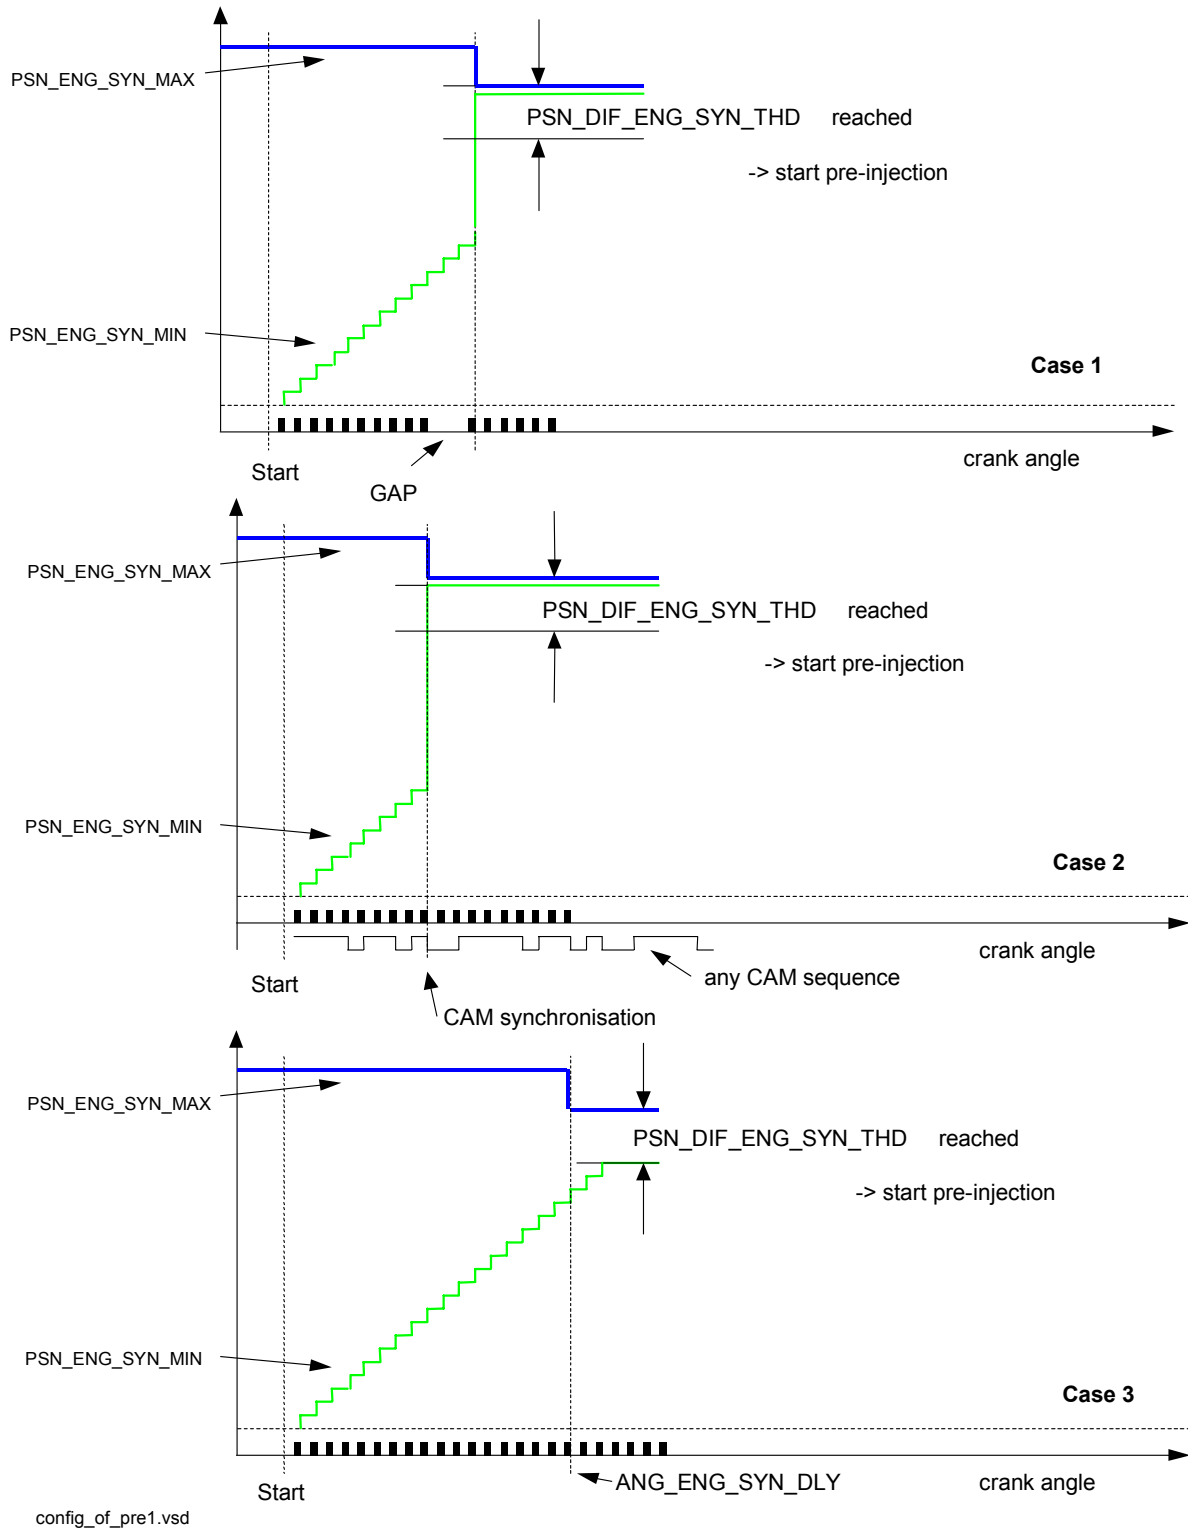 PSN_ENG_SYN_MAX
PSN_DIF_ENG_SYN_THD reached
-> start pre-injection
PSN_ENG_SYN_MIN
Case 1
Start
GAP
crank angle
PSN_ENG_SYN_MAX
PSN_DIF_ENG_SYN_THD reached
-> start pre-injection
PSN_ENG_SYN_MIN
Case 2
crank angle
Start
any CAM sequence
CAM synchronisation
PSN_ENG_SYN_MAX
PSN_DIF_ENG_SYN_THD reached
-> start pre-injection
PSN_ENG_SYN_MIN
Case 3
Start
ANG_ENG_SYN_DLY
crank angle
config_of_pre1.vsd